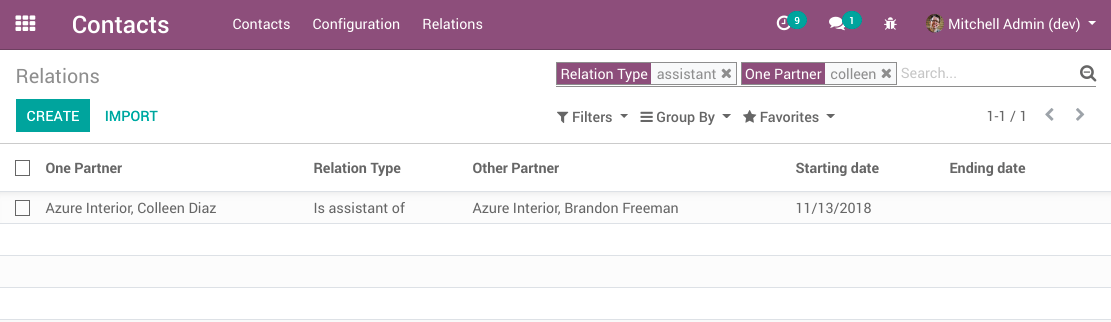 Contacts Contacts Configuration Relations 9 1 Mitchell Admin (dev)
Relations Relation Type assistant One Partner colleen Search...
CREATE IMPORT Filters Group By Favorites 1-1 / 1
One Partner Relation Type Other Partner Starting date Ending date
Azure Interior, Colleen Diaz Is assistant of Azure Interior, Brandon Freeman 11/13/2018